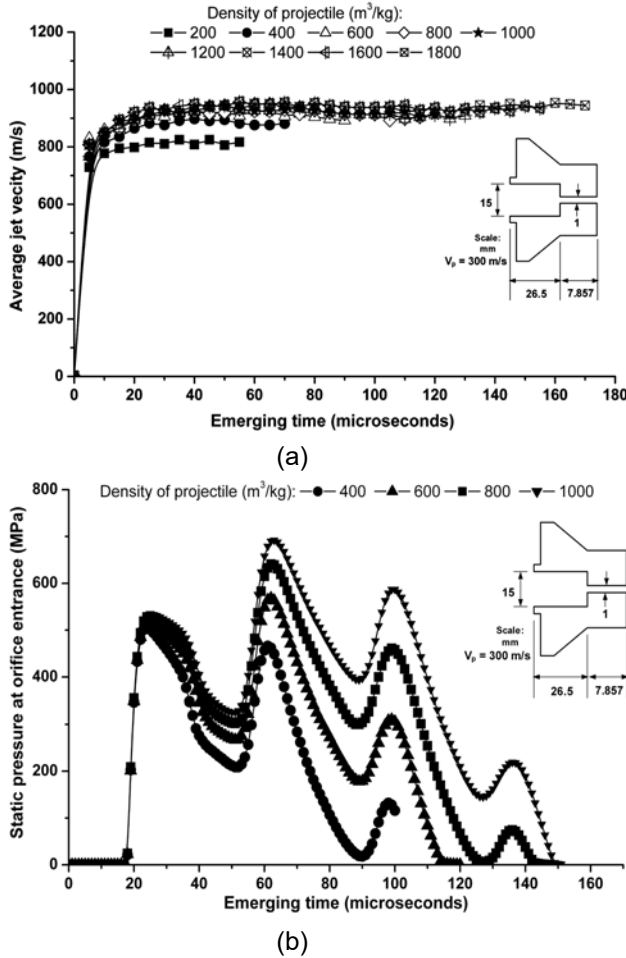 Density of projectile (m³/kg):
200 400 600 800 1000
1200 1400 1600 1800
1200
1000
800
600
400
200
0
Average jet vecity (m/s)
15
1
Scale:
mm
Vₚ = 300 m/s
26.5 7.857
0 20 40 60 80 100 120 140 160 180
Emerging time (microseconds)
(a)
Density of projectile (m³/kg): 400 600 800 1000
800
600
400
200
0
Static pressure at orifice entrance (MPa)
15
1
Scale:
mm
Vₚ = 300 m/s
26.5 7.857
0 20 40 60 80 100 120 140 160
Emerging time (microseconds)
(b)